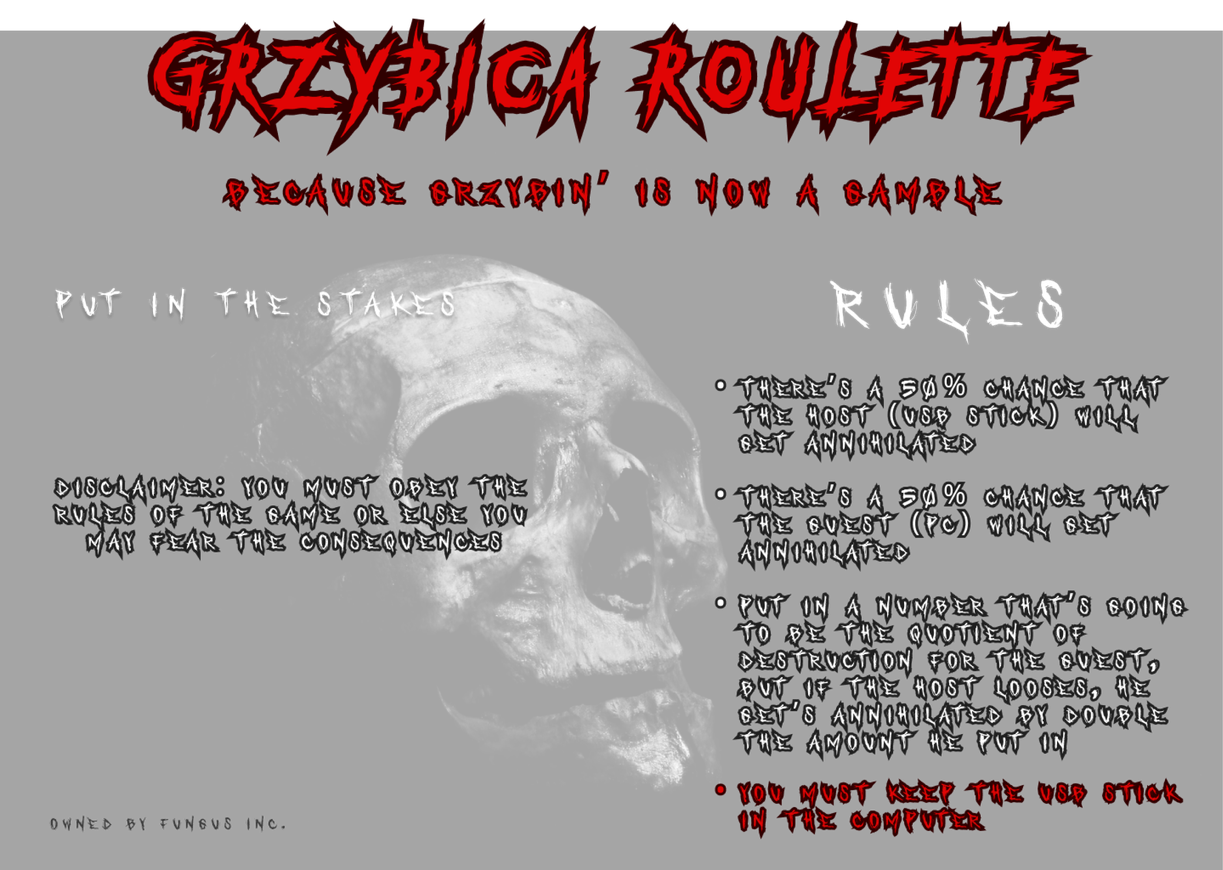 GRZYBICA ROULETTE
BECAUSE GRZYBIN' IS NOW A GAMBLE
PUT IN THE STAKES
DISCLAIMER: YOU MUST OBEY THE
RULES OF THE GAME OR ELSE YOU
MAY FEAR THE CONSEQUENCES
OWNED BY FUNGUS INC.
RULES
• THERE'S A 50% CHANCE THAT
THE HOST (USB STICK) WILL
GET ANNIHILATED
• THERE'S A 50% CHANCE THAT
THE GUEST (PC) WILL GET
ANNIHILATED
• PUT IN A NUMBER THAT'S GOING
TO BE THE QUOTIENT OF
DESTRUCTION FOR THE GUEST,
BUT IF THE HOST LOOSES, HE
GET'S ANNIHILATED BY DOUBLE
THE AMOUNT HE PUT IN
• YOU MUST KEEP THE USB STICK
IN THE COMPUTER